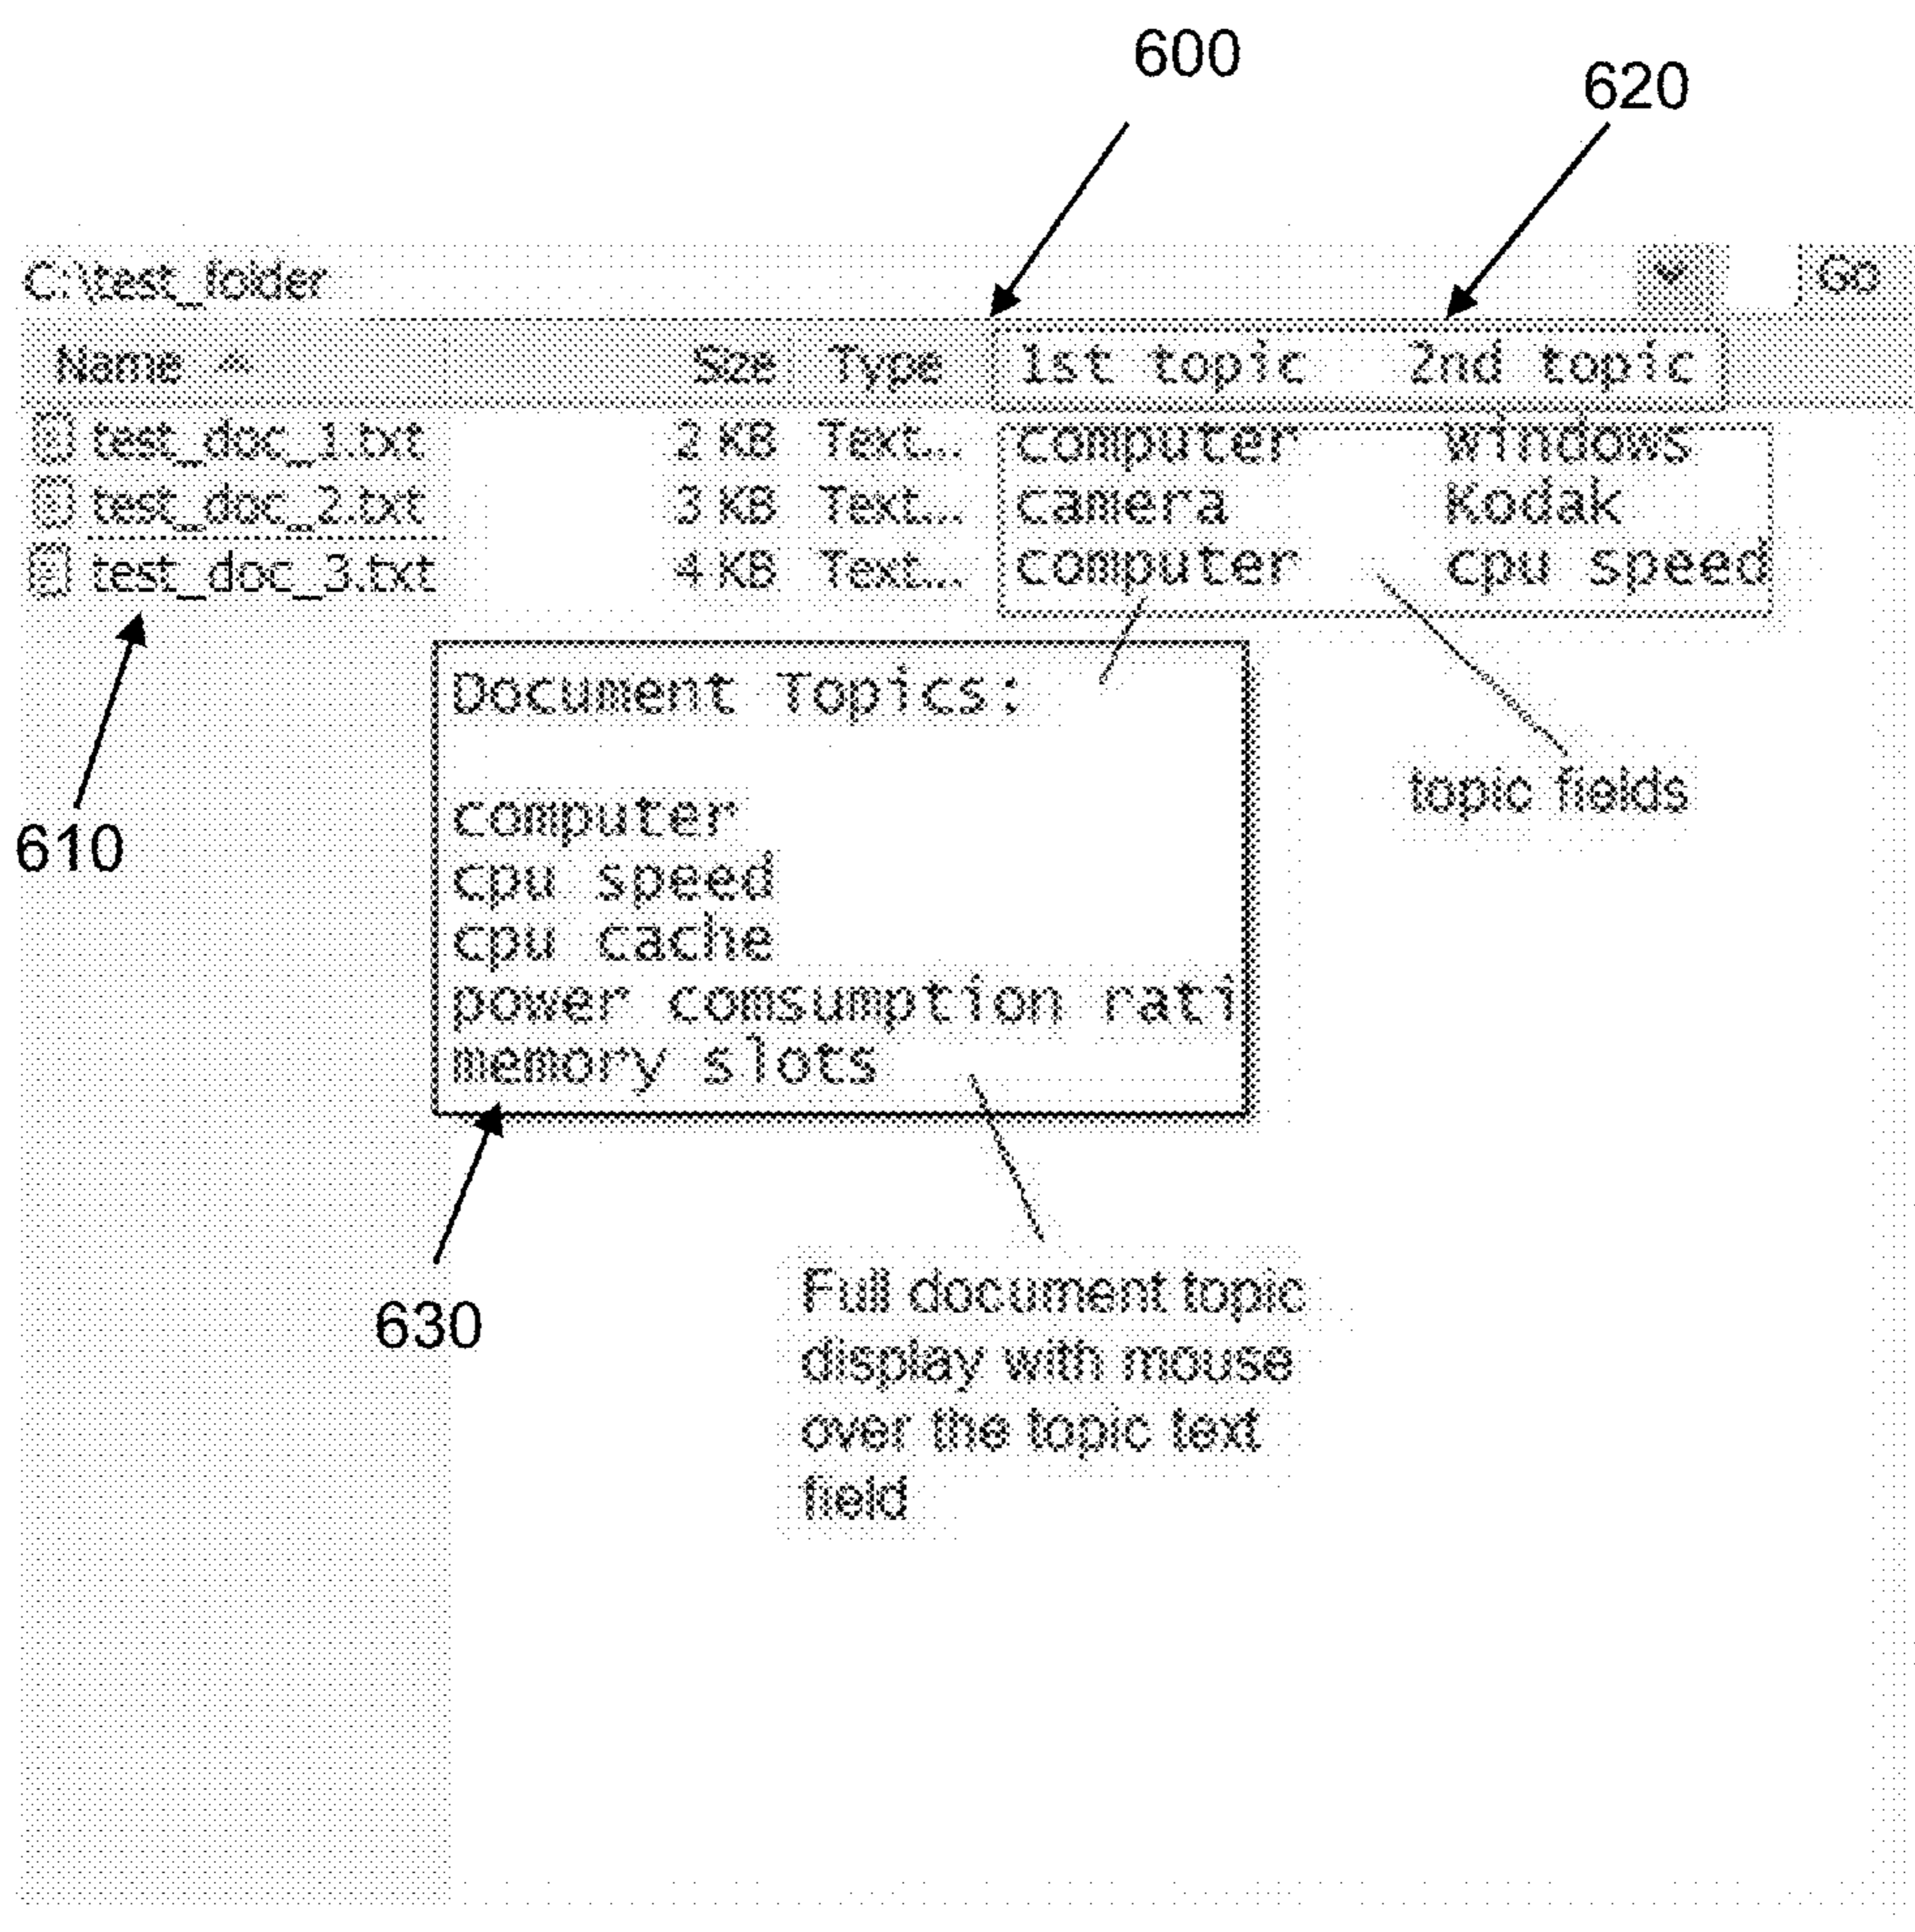 600
620
C:\test_folder
Go
Name Size Type 1st topic 2nd topic
test_doc_1.txt 2 KB Text... computer windows
test_doc_2.txt 3 KB Text... camera Kodak
test_doc_3.txt 4 KB Text... computer cpu speed
Document Topics:
topic fields
computer
610
cpu speed
cpu cache
power comsumption rati
memory slots
630
Full document topic
display with mouse
over the topic text
field